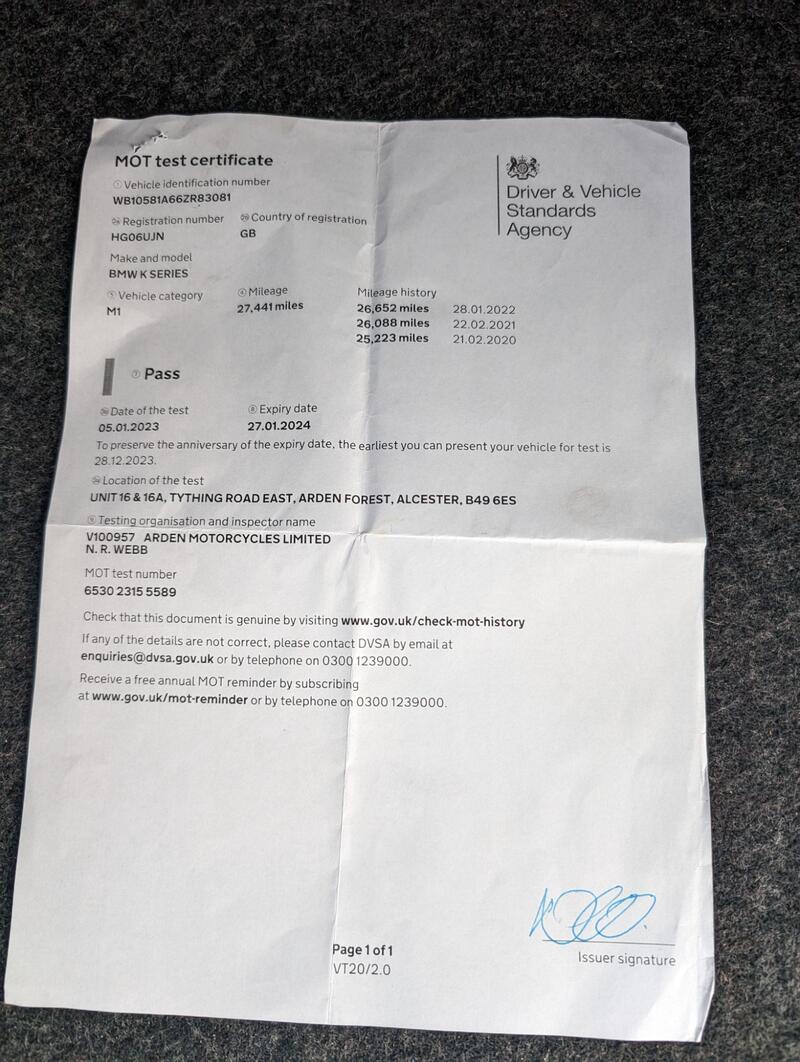 MOT test certificate
① Vehicle identification number
WB10581A66ZR83081
Driver & Vehicle
Standards
Agency
Registration number
HG06UJN
Country of registration
GB
Make and model
BMW K SERIES
⑤ Vehicle category
M1
④ Mileage
27,441 miles
Mileage history
26,652 miles 28.01.2022
26,088 miles 22.02.2021
25,223 miles 21.02.2020
⑦ Pass
Date of the test
05.01.2023
⑧ Expiry date
27.01.2024
To preserve the anniversary of the expiry date, the earliest you can present your vehicle for test is
28.12.2023.
Location of the test
UNIT 16 & 16A, TYTHING ROAD EAST, ARDEN FOREST, ALCESTER, B49 6ES
⑨ Testing organisation and inspector name
V100957 ARDEN MOTORCYCLES LIMITED
N. R. WEBB
MOT test number
6530 2315 5589
Check that this document is genuine by visiting www.gov.uk/check-mot-history
If any of the details are not correct, please contact DVSA by email at
enquiries@dvsa.gov.uk or by telephone on 0300 1239000.
Receive a free annual MOT reminder by subscribing
at www.gov.uk/mot-reminder or by telephone on 0300 1239000.
Issuer signature
Page 1 of 1
VT20/2.0